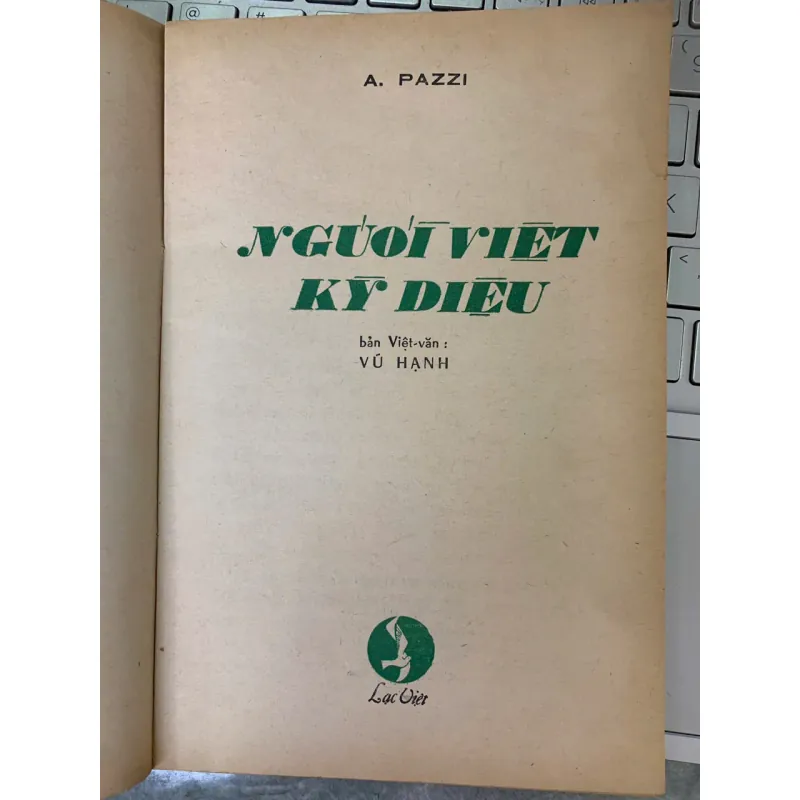 A. PAZZI
NGƯỜI VIỆT
KỲ DIỆU
bản Việt-văn :
VŨ HẠNH
Lạc Việt